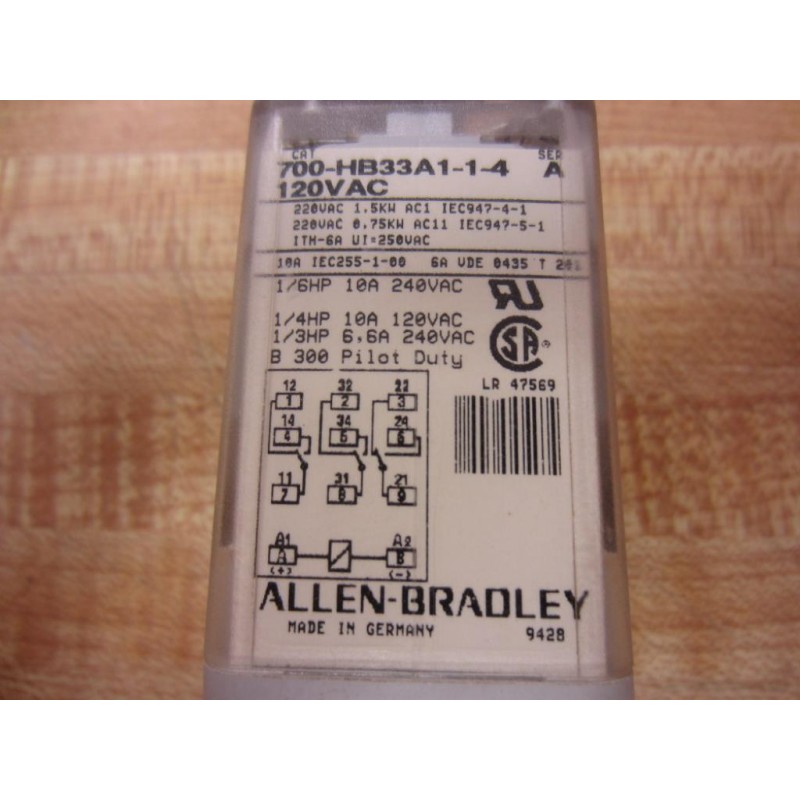 CAT SER
700-HB33A1-1-4 A
120VAC
220VAC 1.5KW AC1 IEC947-4-1
220VAC 0.75KW AC11 IEC947-5-1
ITH-6A UI=250VAC
10A IEC255-1-00 6A VDE 0435 T 201
1/6HP 10A 240VAC
1/4HP 10A 120VAC
1/3HP 6.6A 240VAC
B 300 Pilot Duty
RU
SA
LR 47569
12 32 22
1 2 3
14 34 24
4 5 6
11 31 21
7 8 9
A1 A2
A B
(+) (-)
ALLEN-BRADLEY
MADE IN GERMANY 9428